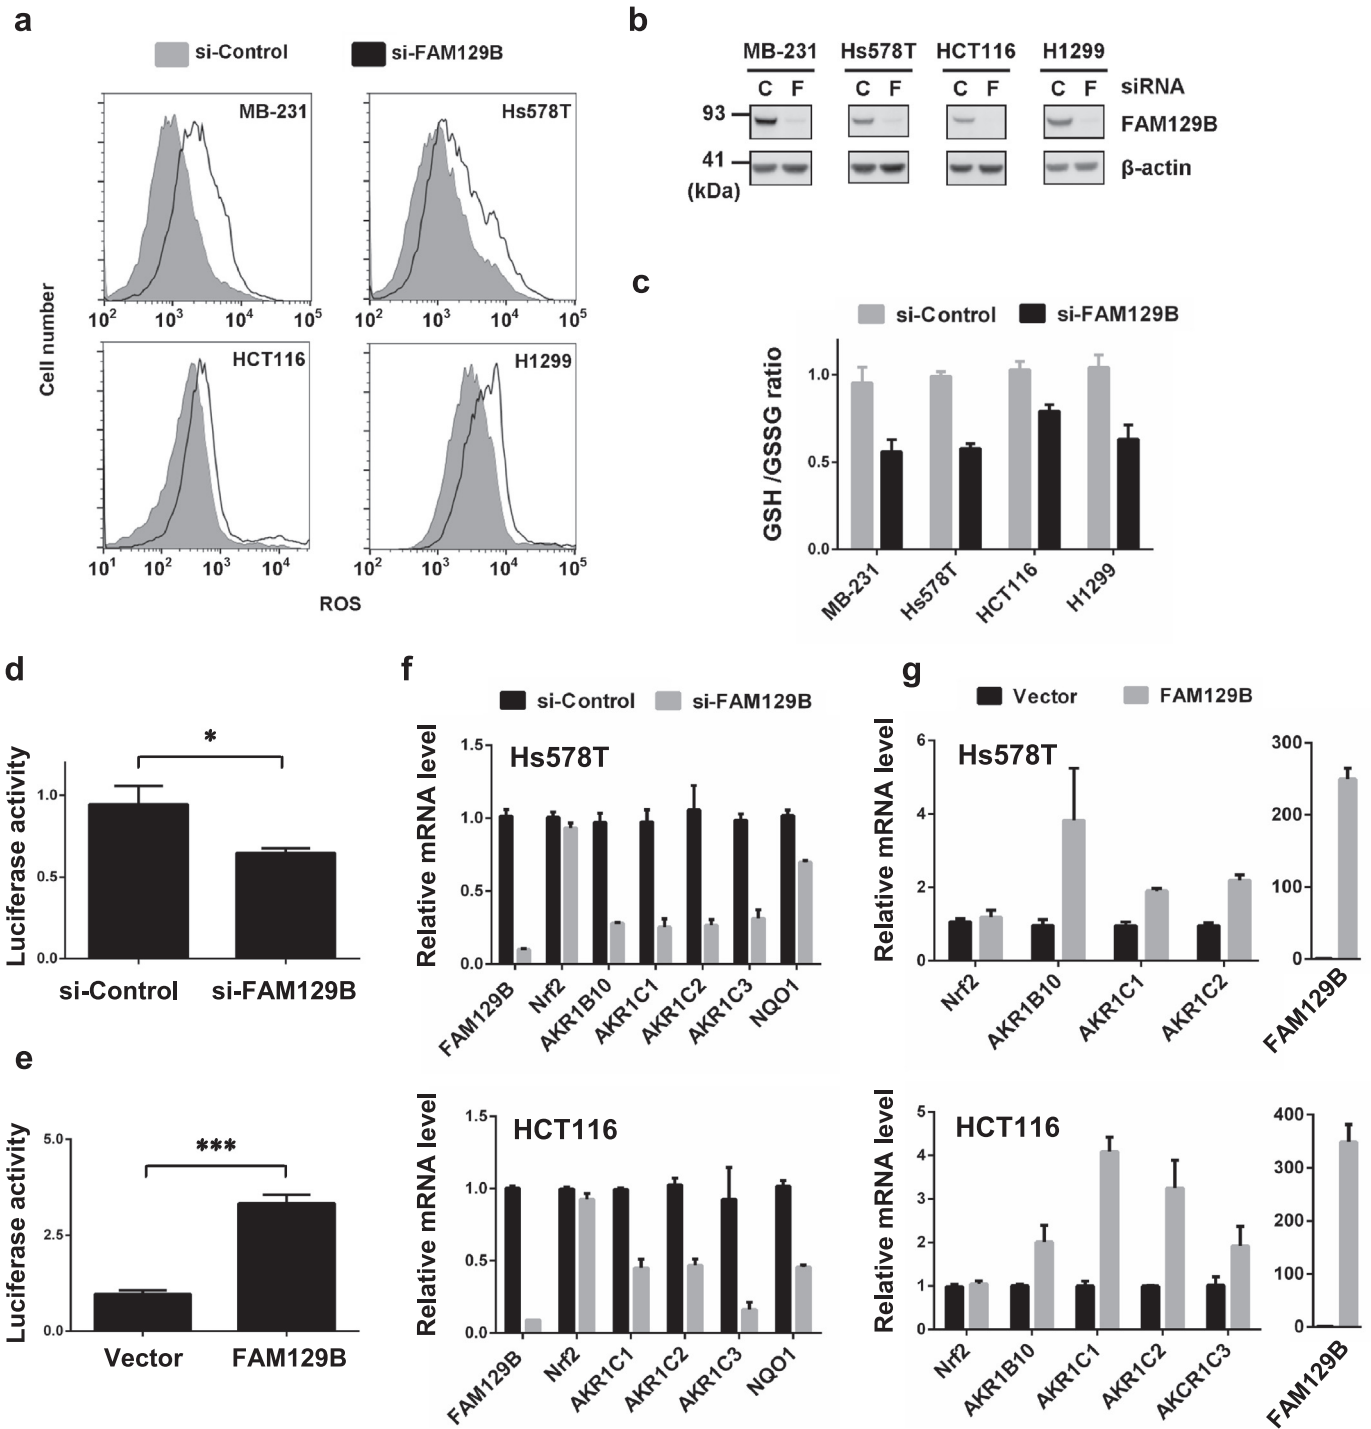 a
si-Control
si-FAM129B
MB-231
Hs578T
10² 10³ 10⁴ 10⁵
10² 10³ 10⁴ 10⁵
HCT116
H1299
10¹ 10² 10³ 10⁴
10² 10³ 10⁴ 10⁵
Cell number
ROS
b
MB-231 Hs578T HCT116 H1299
C F C F C F C F siRNA
93 FAM129B
41 β-actin
(kDa)
c
si-Control si-FAM129B
GSH /GSSG ratio
1.0
0.5
0.0
MB-231
Hs578T
HCT116
H1299
d
Luciferase activity
*
1.0
0.5
0.0
si-Control si-FAM129B
e
Luciferase activity
***
5.0
2.5
0.0
Vector FAM129B
f
si-Control si-FAM129B
Relative mRNA level
Hs578T
1.5
1.0
0.5
0.0
FAM129B
Nrf2
AKR1B10
AKR1C1
AKR1C2
AKR1C3
NQO1
Relative mRNA level
HCT116
1.5
1.0
0.5
0.0
FAM129B
Nrf2
AKR1C1
AKR1C2
AKR1C3
NQO1
g
Vector FAM129B
Relative mRNA level
Hs578T
6
4
2
0
Nrf2
AKR1B10
AKR1C1
AKR1C2
300
200
100
0
FAM129B
Relative mRNA level
HCT116
5
4
3
2
1
0
Nrf2
AKR1B10
AKR1C1
AKR1C2
AKCR1C3
400
300
200
100
0
FAM129B